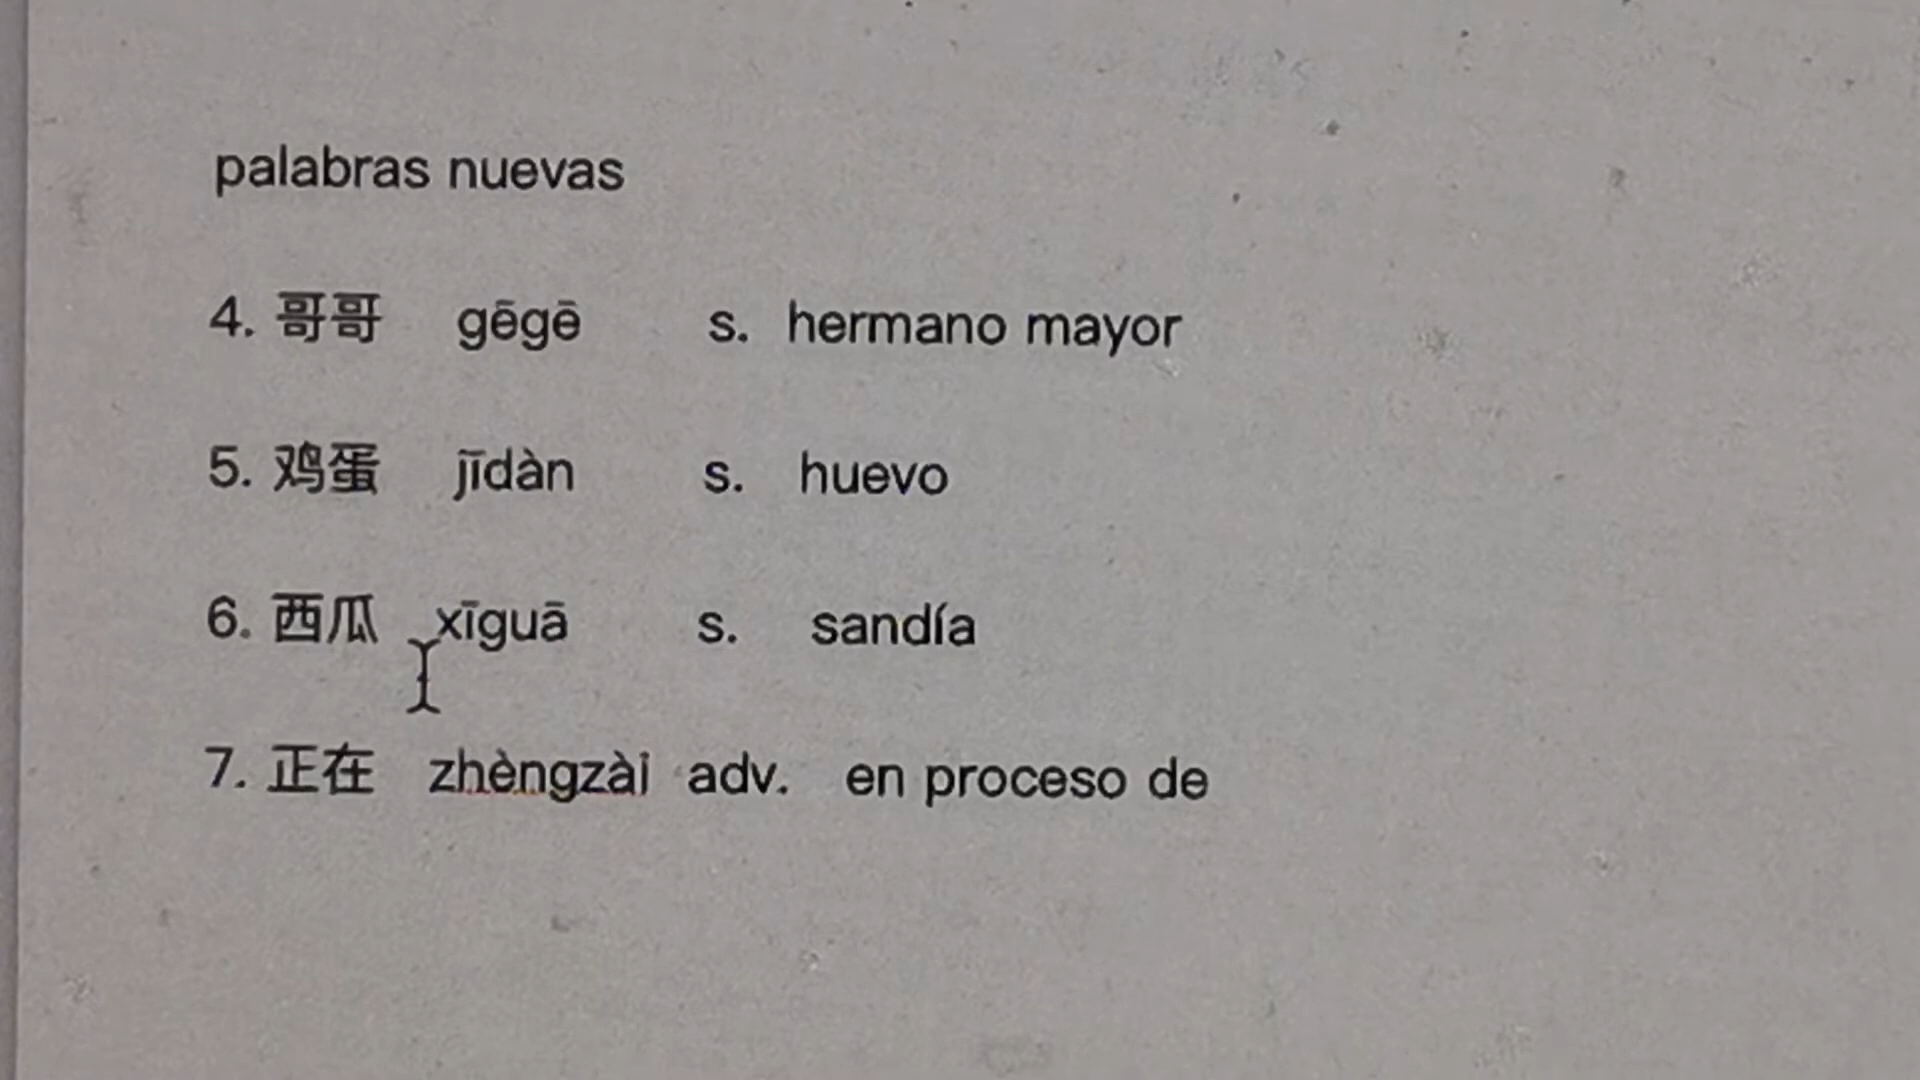 palabras nuevas
4. 哥哥 gēgē s. hermano mayor
5. 鸡蛋 jīdàn s. huevo
6. 西瓜 xīguā s. sandía
7. 正在 zhèngzài adv. en proceso de